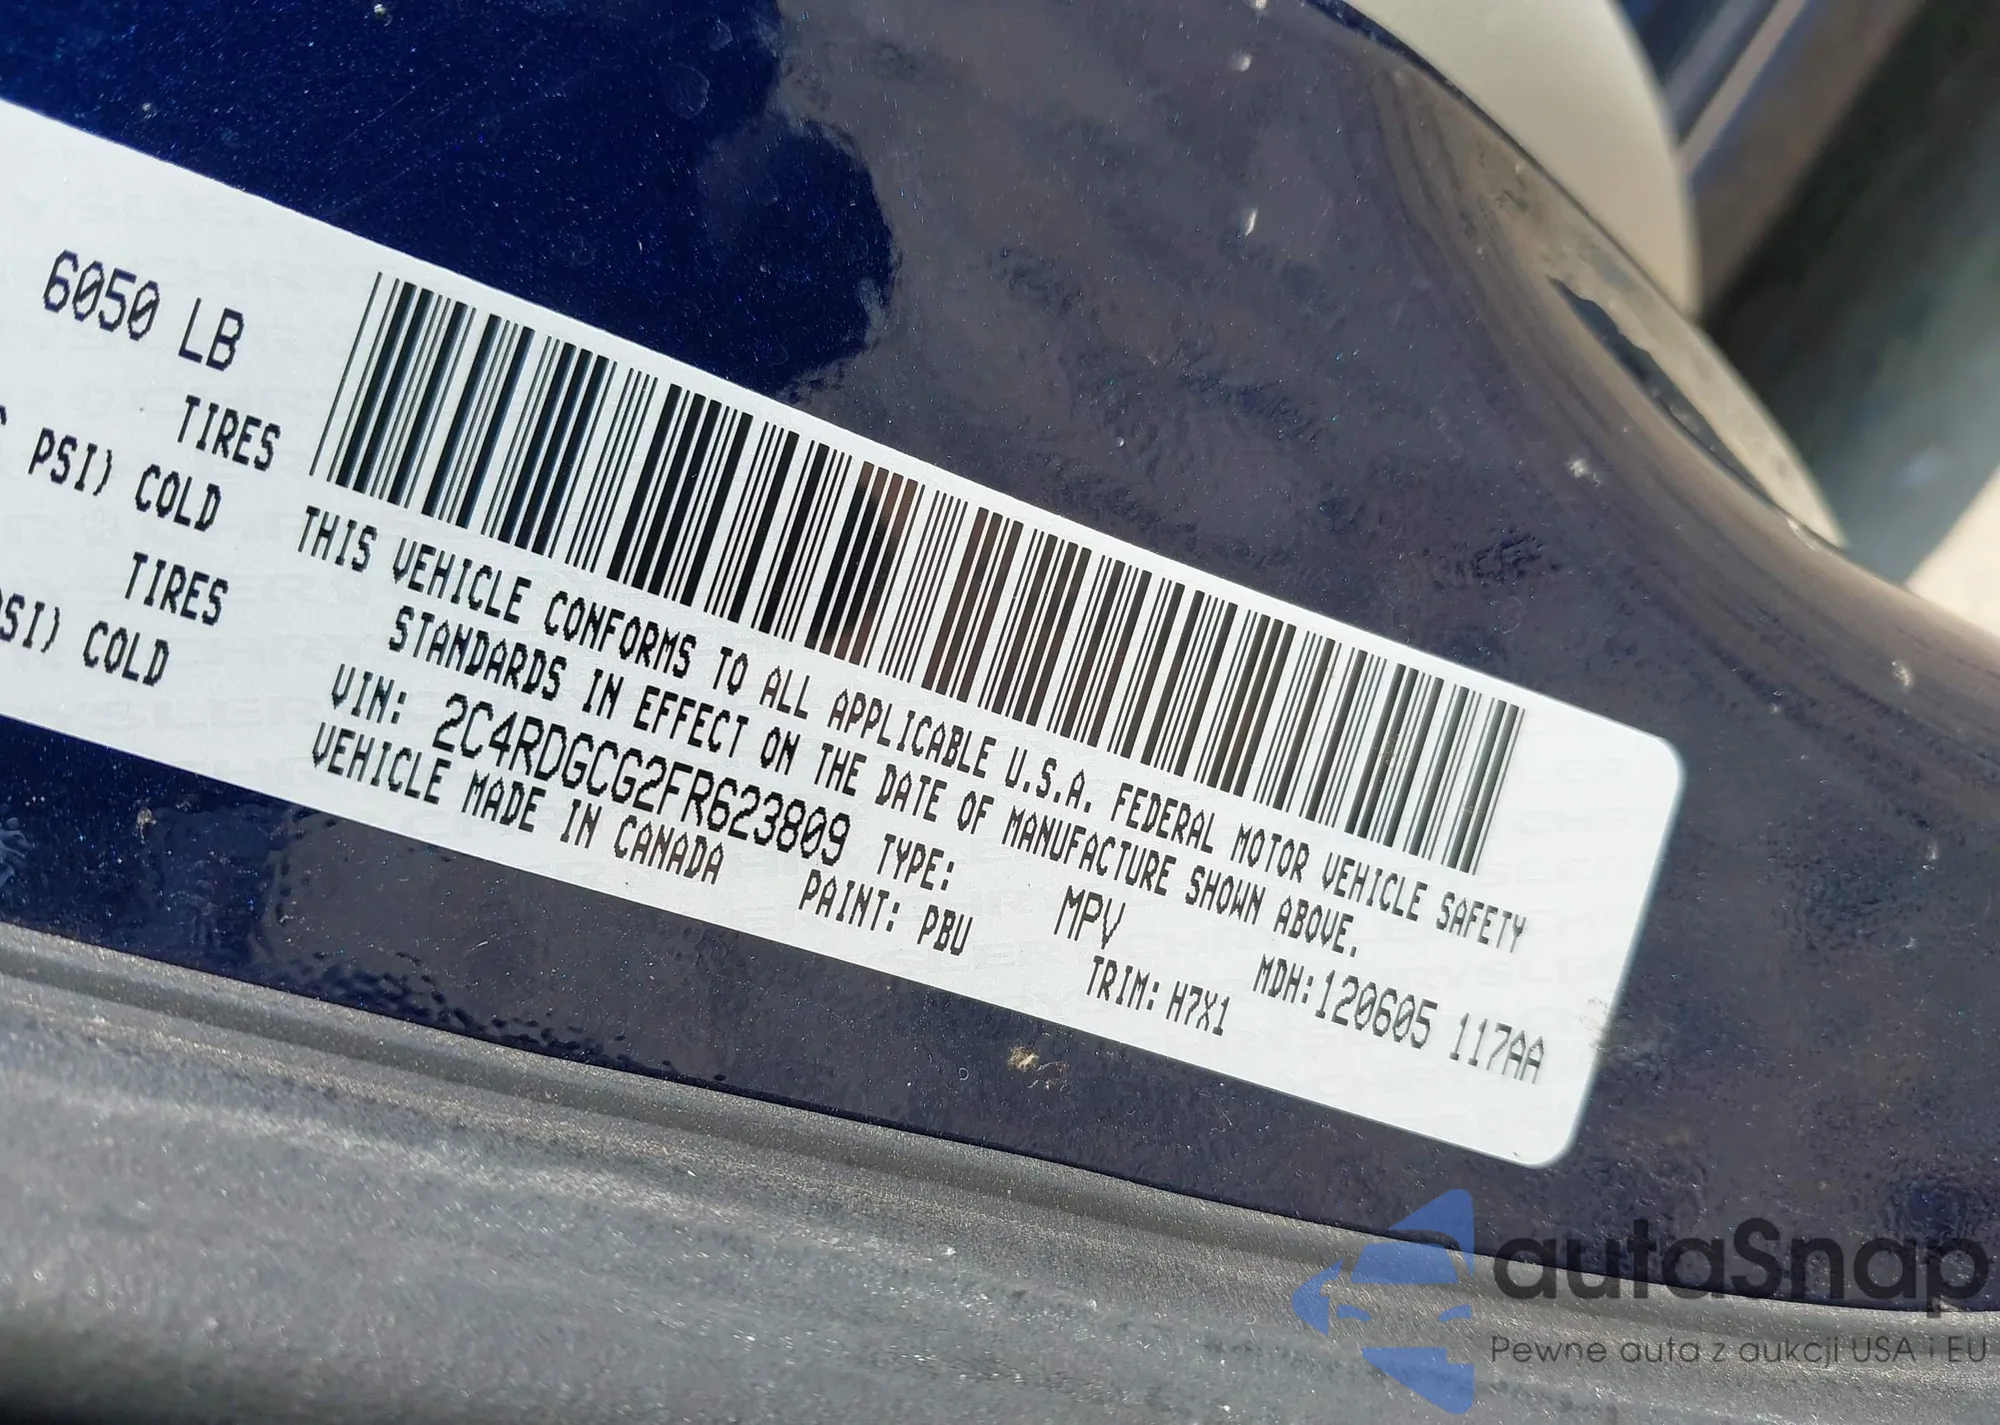 6050 LB
TIRES
PSI) COLD
TIRES
SI) COLD
THIS VEHICLE CONFORMS TO ALL APPLICABLE U.S.A. FEDERAL MOTOR VEHICLE SAFETY
STANDARDS IN EFFECT ON THE DATE OF MANUFACTURE SHOWN ABOVE.
VIN: 2C4RDGCG2FR623809 TYPE: MPV MDH:120605 117AA
VEHICLE MADE IN CANADA PAINT: PBU TRIM: H7X1
autaSnap
Pewne auta z aukcji USA i EU